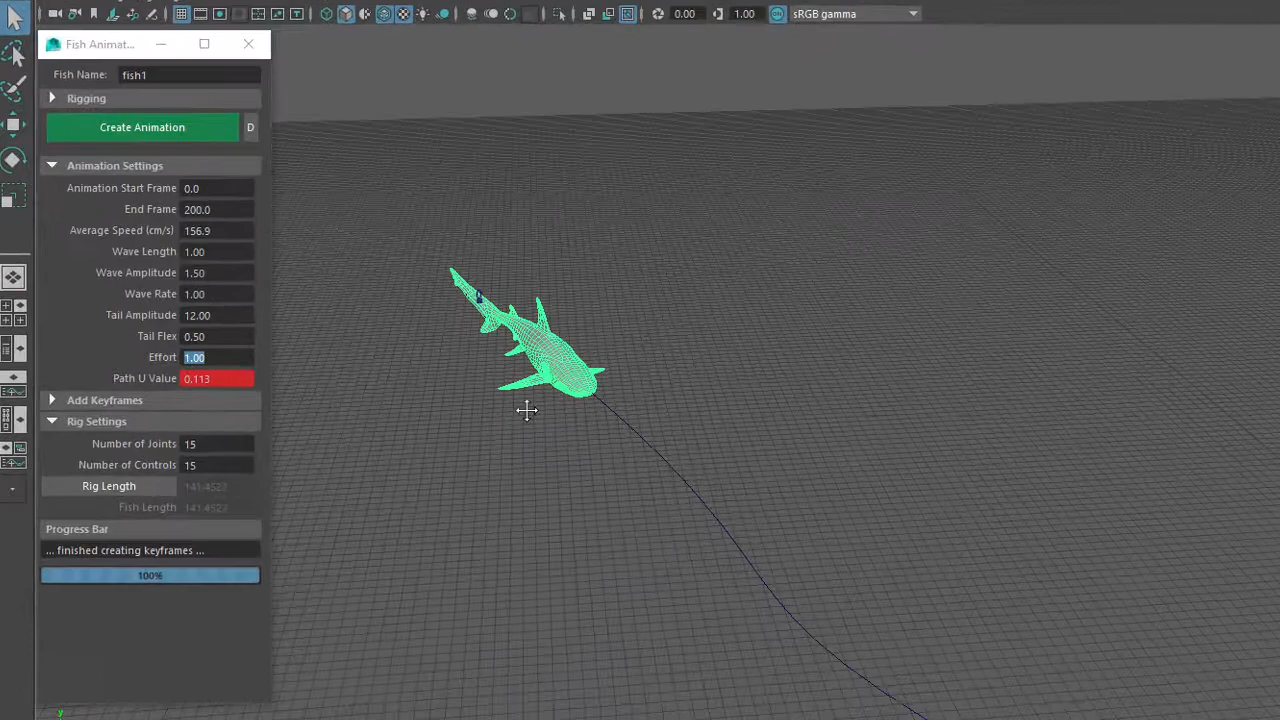 0.00
1.00
sRGB gamma
Fish Animat...
Fish Name: fish1
Rigging
Create Animation D
Animation Settings
Animation Start Frame 0.0
End Frame 200.0
Average Speed (cm/s) 156.9
Wave Length 1.00
Wave Amplitude 1.50
Wave Rate 1.00
Tail Amplitude 12.00
Tail Flex 0.50
Effort 1.00
Path U Value 0.113
Add Keyframes
Rig Settings
Number of Joints 15
Number of Controls 15
Rig Length 141.4523
Fish Length 141.4523
Progress Bar
... finished creating keyframes ...
100%
y